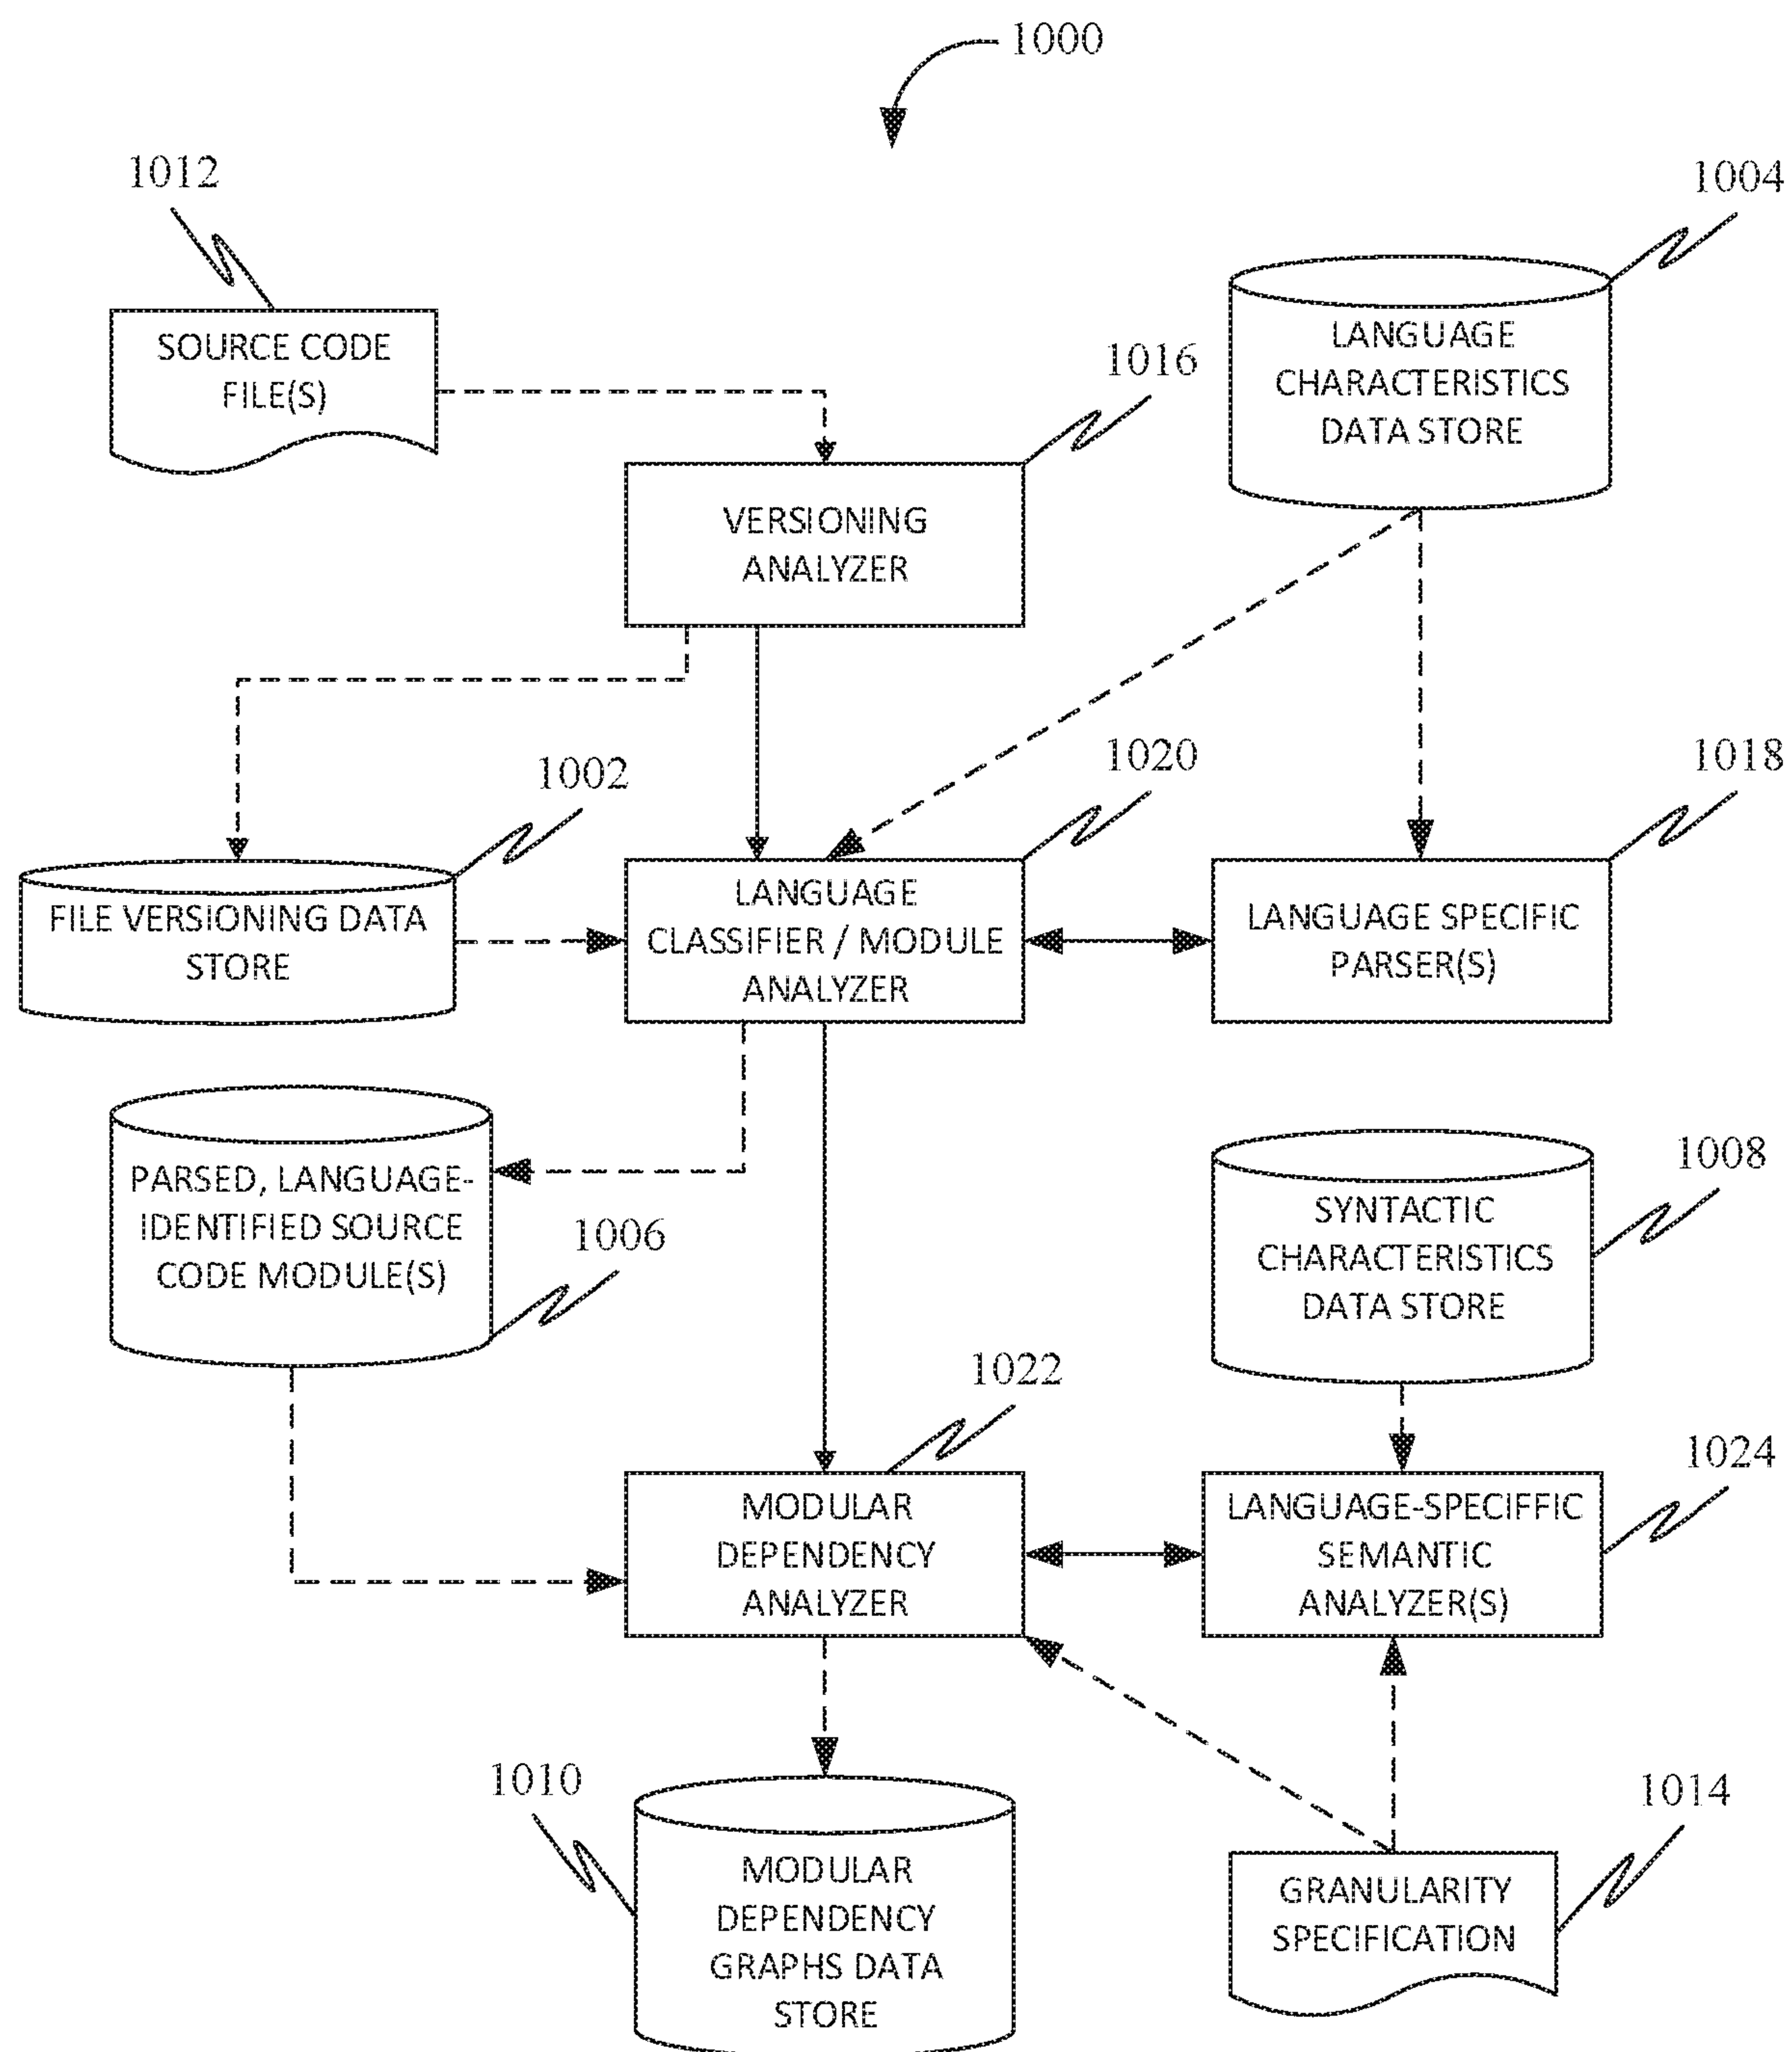 1000
1012
1004
SOURCE CODE
FILE(S)
LANGUAGE
CHARACTERISTICS
DATA STORE
1016
VERSIONING
ANALYZER
1002
1020
1018
FILE VERSIONING DATA
STORE
LANGUAGE
CLASSIFIER / MODULE
ANALYZER
LANGUAGE SPECIFIC
PARSER(S)
PARSED, LANGUAGE-
IDENTIFIED SOURCE
CODE MODULE(S)
1006
1008
SYNTACTIC
CHARACTERISTICS
DATA STORE
1022
1024
MODULAR
DEPENDENCY
ANALYZER
LANGUAGE-SPECIFFIC
SEMANTIC
ANALYZER(S)
1010
1014
MODULAR
DEPENDENCY
GRAPHS DATA
STORE
GRANULARITY
SPECIFICATION